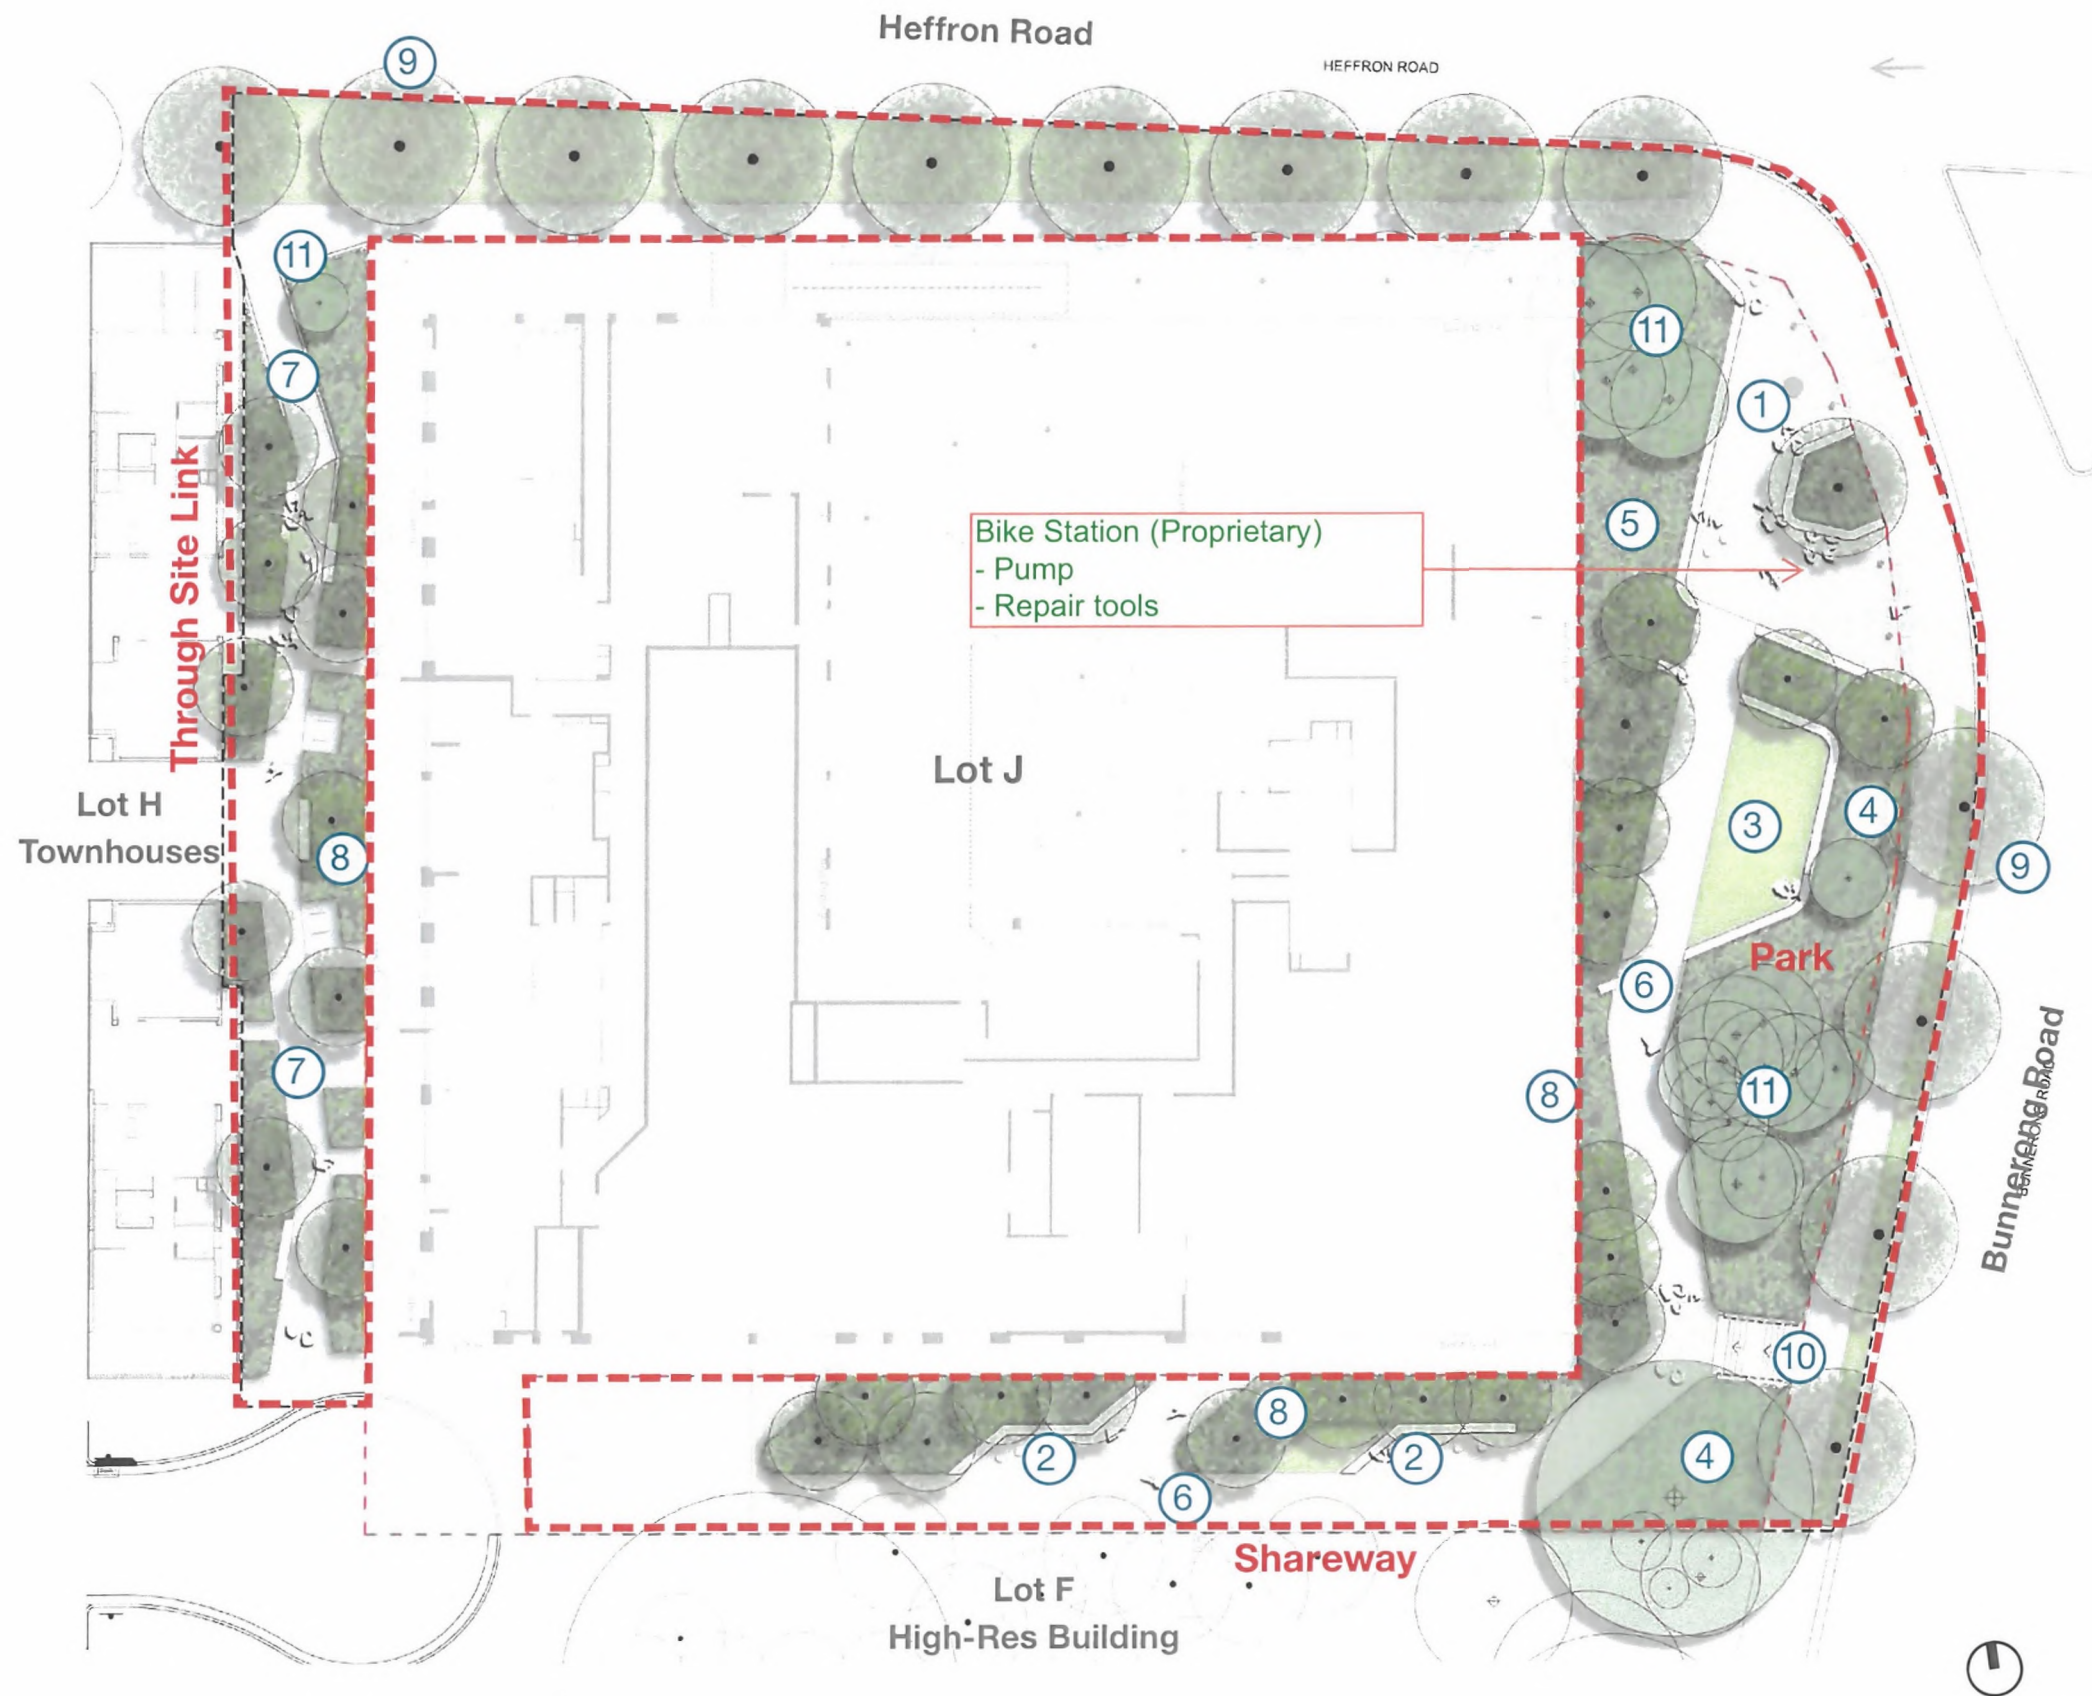 Heffron Road
HEFFRON ROAD
9
11
11
7
1
5
Bike Station (Proprietary)
- Pump
- Repair tools
Through Site Link
Lot J
Lot H
Townhouses
8
3
4
9
Park
6
7
8
11
Bunnerong Road
BUNNERONG ROAD
10
8
2
2
4
6
Shareway
Lot F
High-Res Building